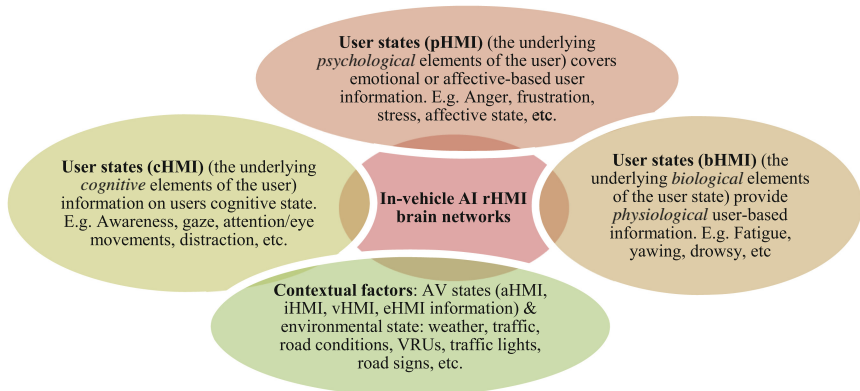 User states (pHMI) (the underlying
psychological elements of the user) covers
emotional or affective-based user
information. E.g. Anger, frustration,
stress, affective state, etc.
User states (cHMI) (the underlying
cognitive elements of the user)
information on users cognitive state.
E.g. Awareness, gaze, attention/eye
movements, distraction, etc.
In-vehicle AI rHMI
brain networks
User states (bHMI) (the
underlying biological elements
of the user state) provide
physiological user-based
information. E.g. Fatigue,
yawing, drowsy, etc
Contextual factors: AV states (aHMI,
iHMI, vHMI, eHMI information) &
environmental state: weather, traffic,
road conditions, VRUs, traffic lights,
road signs, etc.